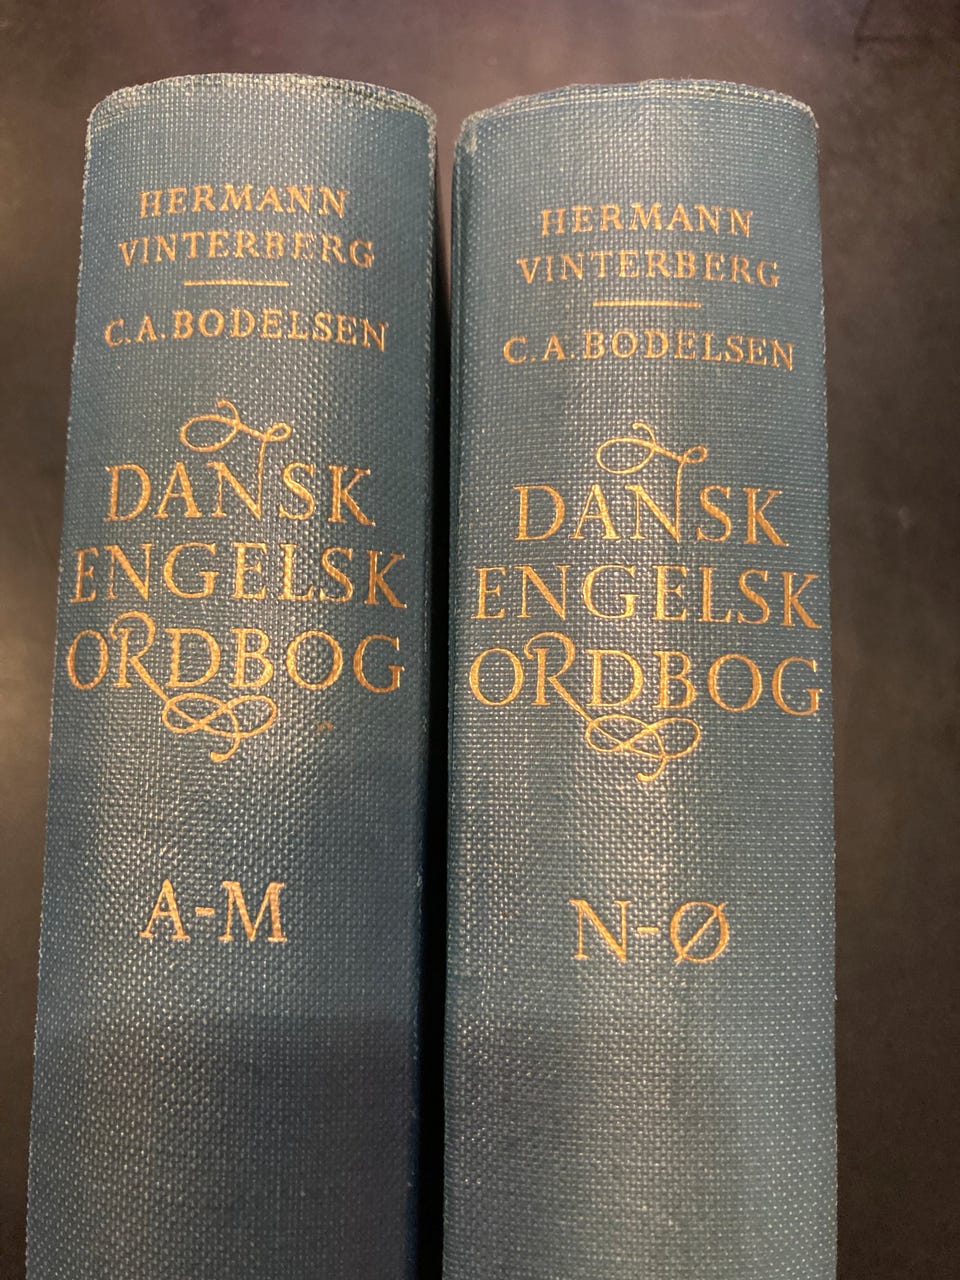 HERMANN
VINTERBERG
C.A.BODELSEN
DANSK
ENGELSK
ORDBOG
A-M
HERMANN
VINTERBERG
C.A.BODELSEN
DANSK
ENGELSK
ORDBOG
N-Ø